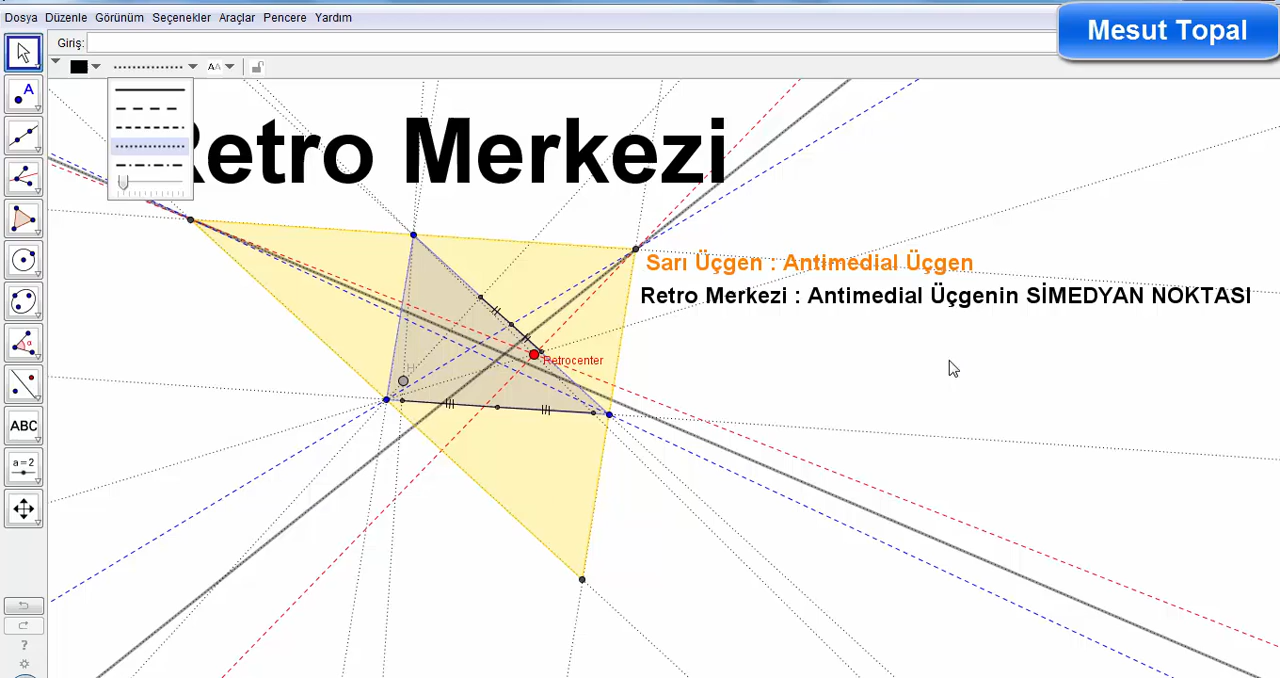 Dosya Düzenle Görünüm Seçenekler Araçlar Pencere Yardım
Mesut Topal
Giriş:
AA
A
Retro Merkezi
Sarı Üçgen : Antimedial Üçgen
Retro Merkezi : Antimedial Üçgenin SİMEDYAN NOKTASI
Retrocenter
H
α
ABC
a=2
?